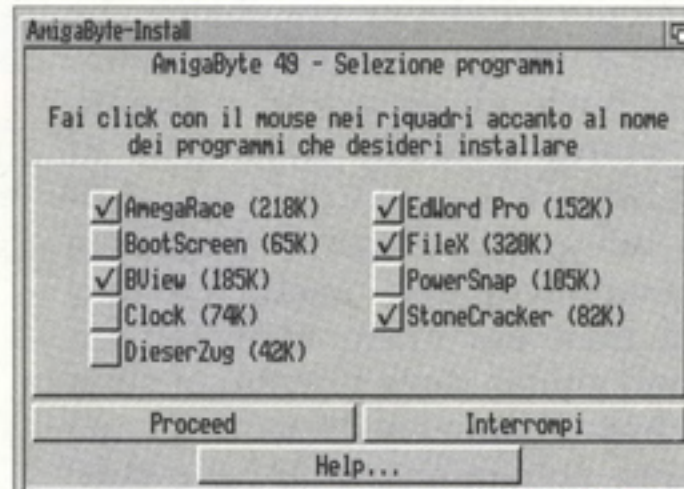 AmigaByte-Install
AmigaByte 49 - Selezione programmi
Fai click con il mouse nei riquadri accanto al nome
dei programmi che desideri installare
AmegaRace (218K)
EdWord Pro (152K)
BootScreen (65K)
FileX (320K)
BView (185K)
PowerSnap (105K)
Clock (74K)
StoneCracker (82K)
DieserZug (42K)
Proceed
Interrompi
Help...